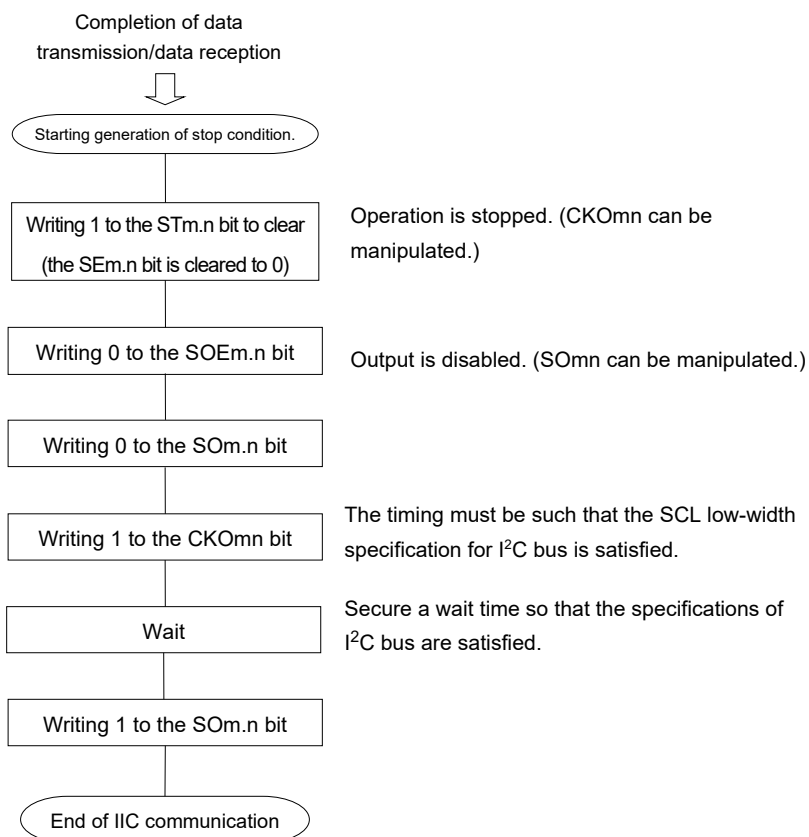 Completion of data
transmission/data reception
Starting generation of stop condition.
Writing 1 to the STm.n bit to clear
(the SEm.n bit is cleared to 0)
Operation is stopped. (CKOmn can be
manipulated.)
Writing 0 to the SOEm.n bit
Output is disabled. (SOmn can be manipulated.)
Writing 0 to the SOm.n bit
Writing 1 to the CKOmn bit
The timing must be such that the SCL low-width
specification for I²C bus is satisfied.
Wait
Secure a wait time so that the specifications of
I²C bus are satisfied.
Writing 1 to the SOm.n bit
End of IIC communication